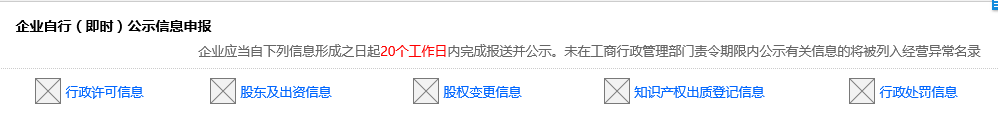 企业自行（即时）公示信息申报
企业应当自下列信息形成之日起20个工作日内完成报送并公示。未在工商行政管理部门责令期限内公示有关信息的将被列入经营异常名录
行政许可信息 股东及出资信息 股权变更信息 知识产权出质登记信息 行政处罚信息